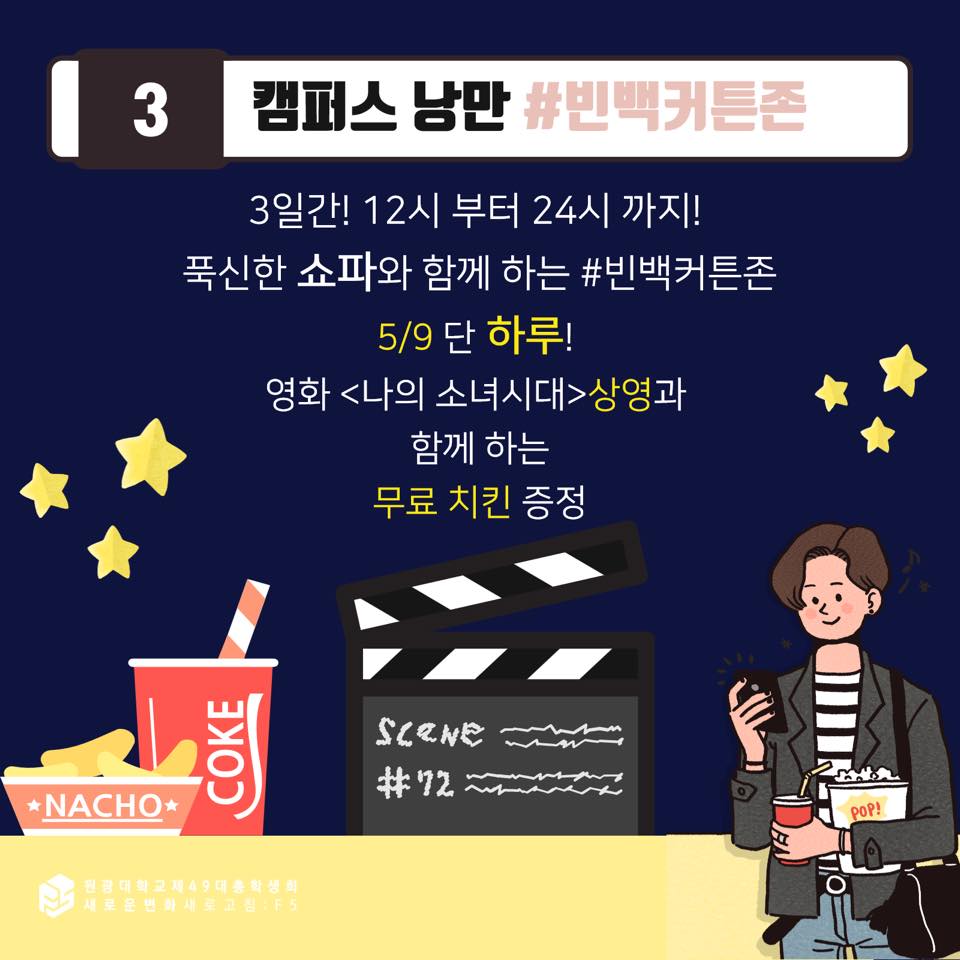 3 캠퍼스 낭만 #빈백커튼존
3일간! 12시 부터 24시 까지!
푹신한 쇼파와 함께 하는 #빈백커튼존
5/9 단 하루!
영화 <나의 소녀시대>상영과
함께 하는
무료 치킨 증정
COKE
NACHO
SCENE
#72
POP!
원광대학교제49대총학생회
새로운변화새로고침:F5